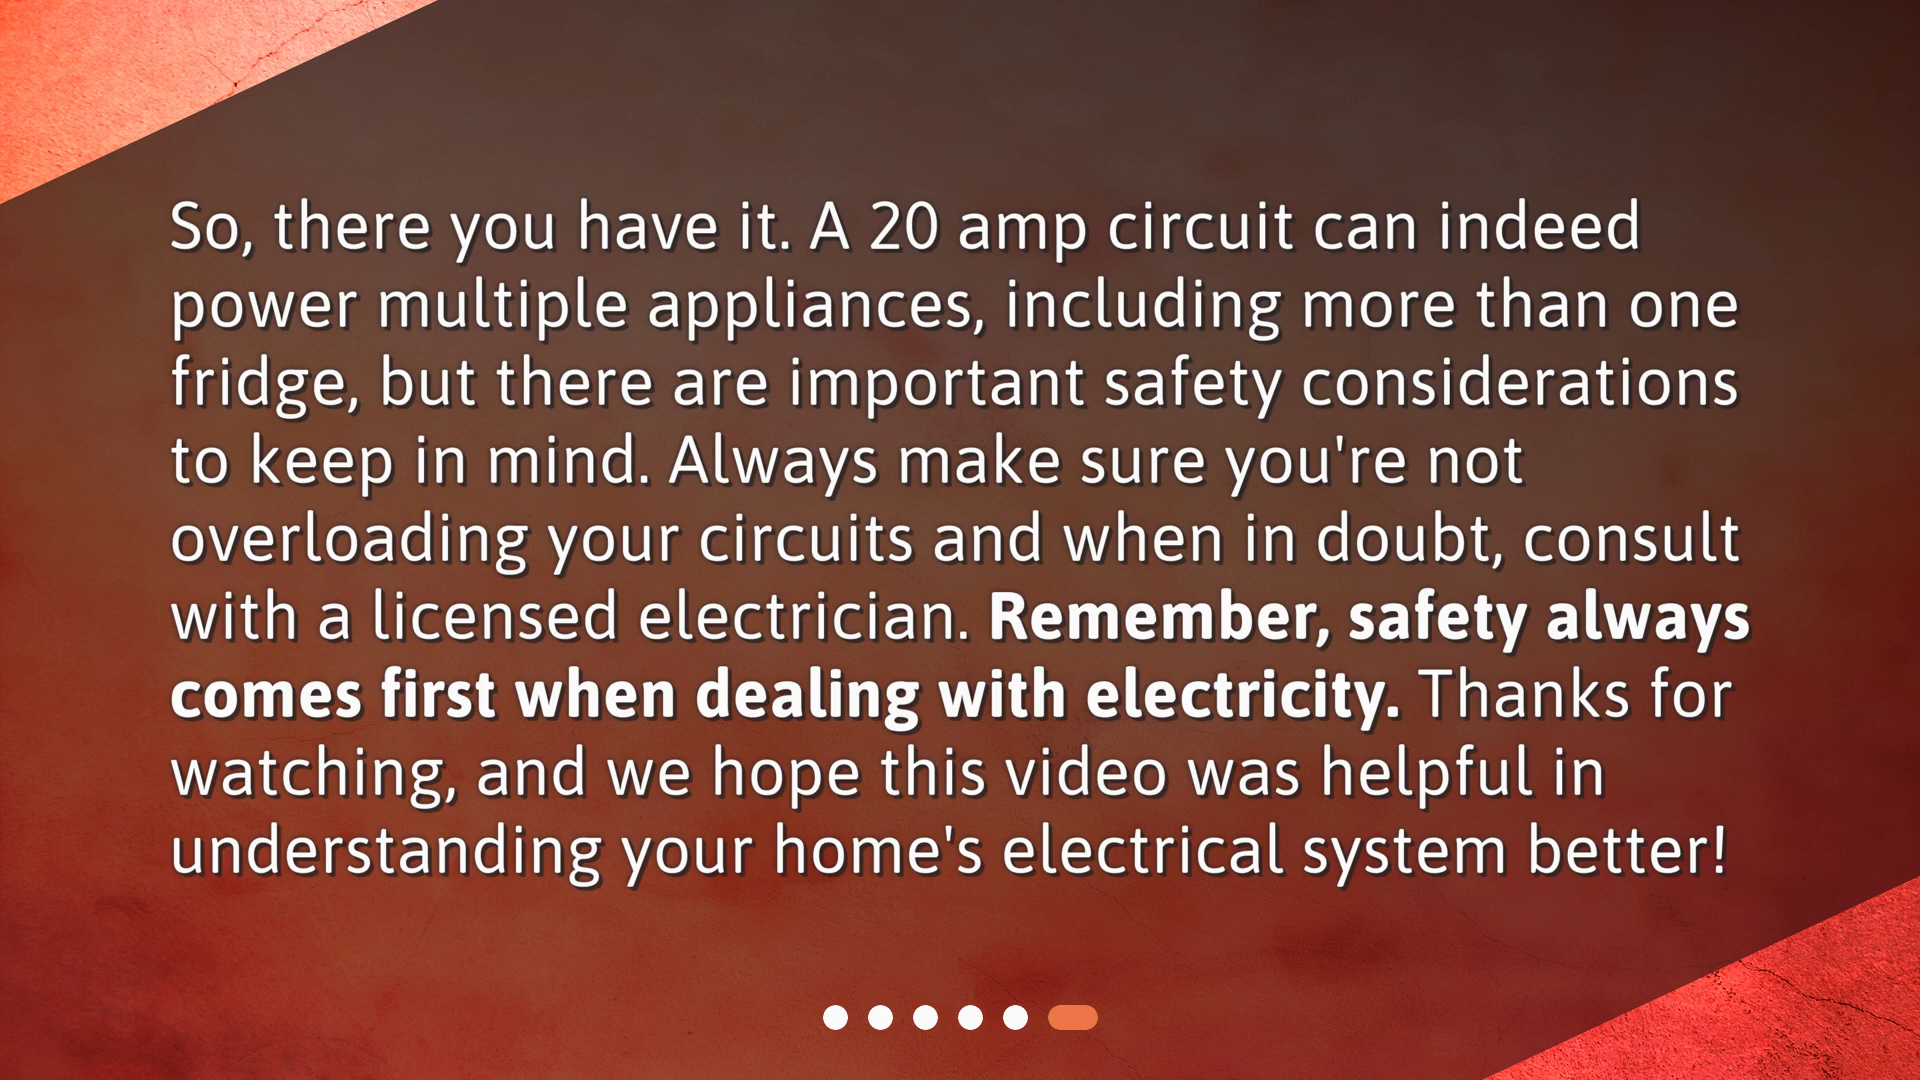 So, there you have it. A 20 amp circuit can indeed
power multiple appliances, including more than one
fridge, but there are important safety considerations
to keep in mind. Always make sure you're not
overloading your circuits and when in doubt, consult
with a licensed electrician. Remember, safety always
comes first when dealing with electricity. Thanks for
watching, and we hope this video was helpful in
understanding your home's electrical system better!